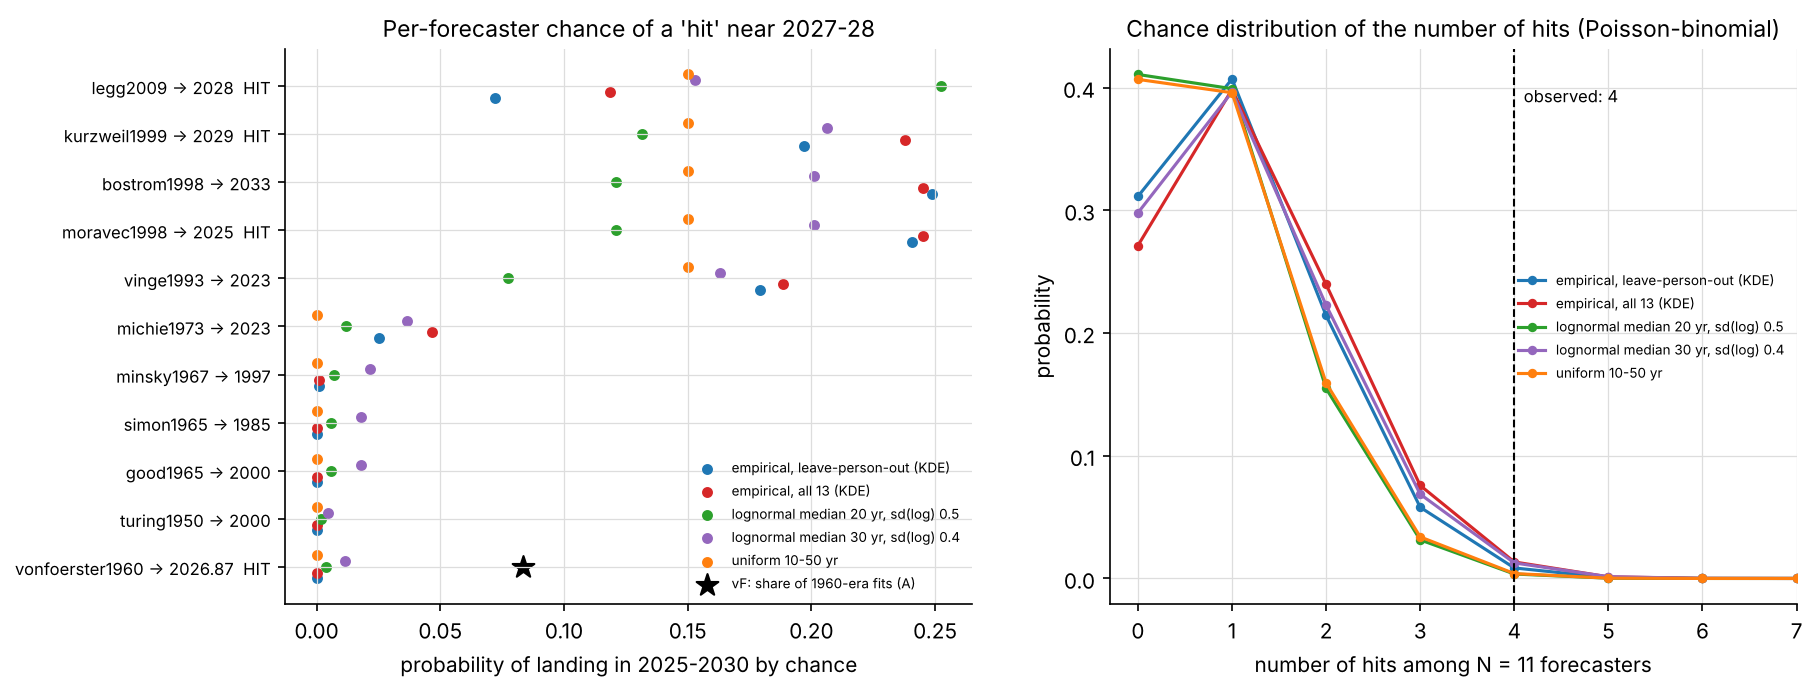 Per-forecaster chance of a 'hit' near 2027-28
legg2009 → 2028 HIT
kurzweil1999 → 2029 HIT
bostrom1998 → 2033
moravec1998 → 2025 HIT
vinge1993 → 2023
michie1973 → 2023
minsky1967 → 1997
simon1965 → 1985
good1965 → 2000
turing1950 → 2000
vonfoerster1960 → 2026.87 HIT
empirical, leave-person-out (KDE)
empirical, all 13 (KDE)
lognormal median 20 yr, sd(log) 0.5
lognormal median 30 yr, sd(log) 0.4
uniform 10-50 yr
vF: share of 1960-era fits (A)
0.00 0.05 0.10 0.15 0.20 0.25
probability of landing in 2025-2030 by chance
Chance distribution of the number of hits (Poisson-binomial)
probability
0.4
0.3
0.2
0.1
0.0
observed: 4
empirical, leave-person-out (KDE)
empirical, all 13 (KDE)
lognormal median 20 yr, sd(log) 0.5
lognormal median 30 yr, sd(log) 0.4
uniform 10-50 yr
0 1 2 3 4 5 6 7
number of hits among N = 11 forecasters